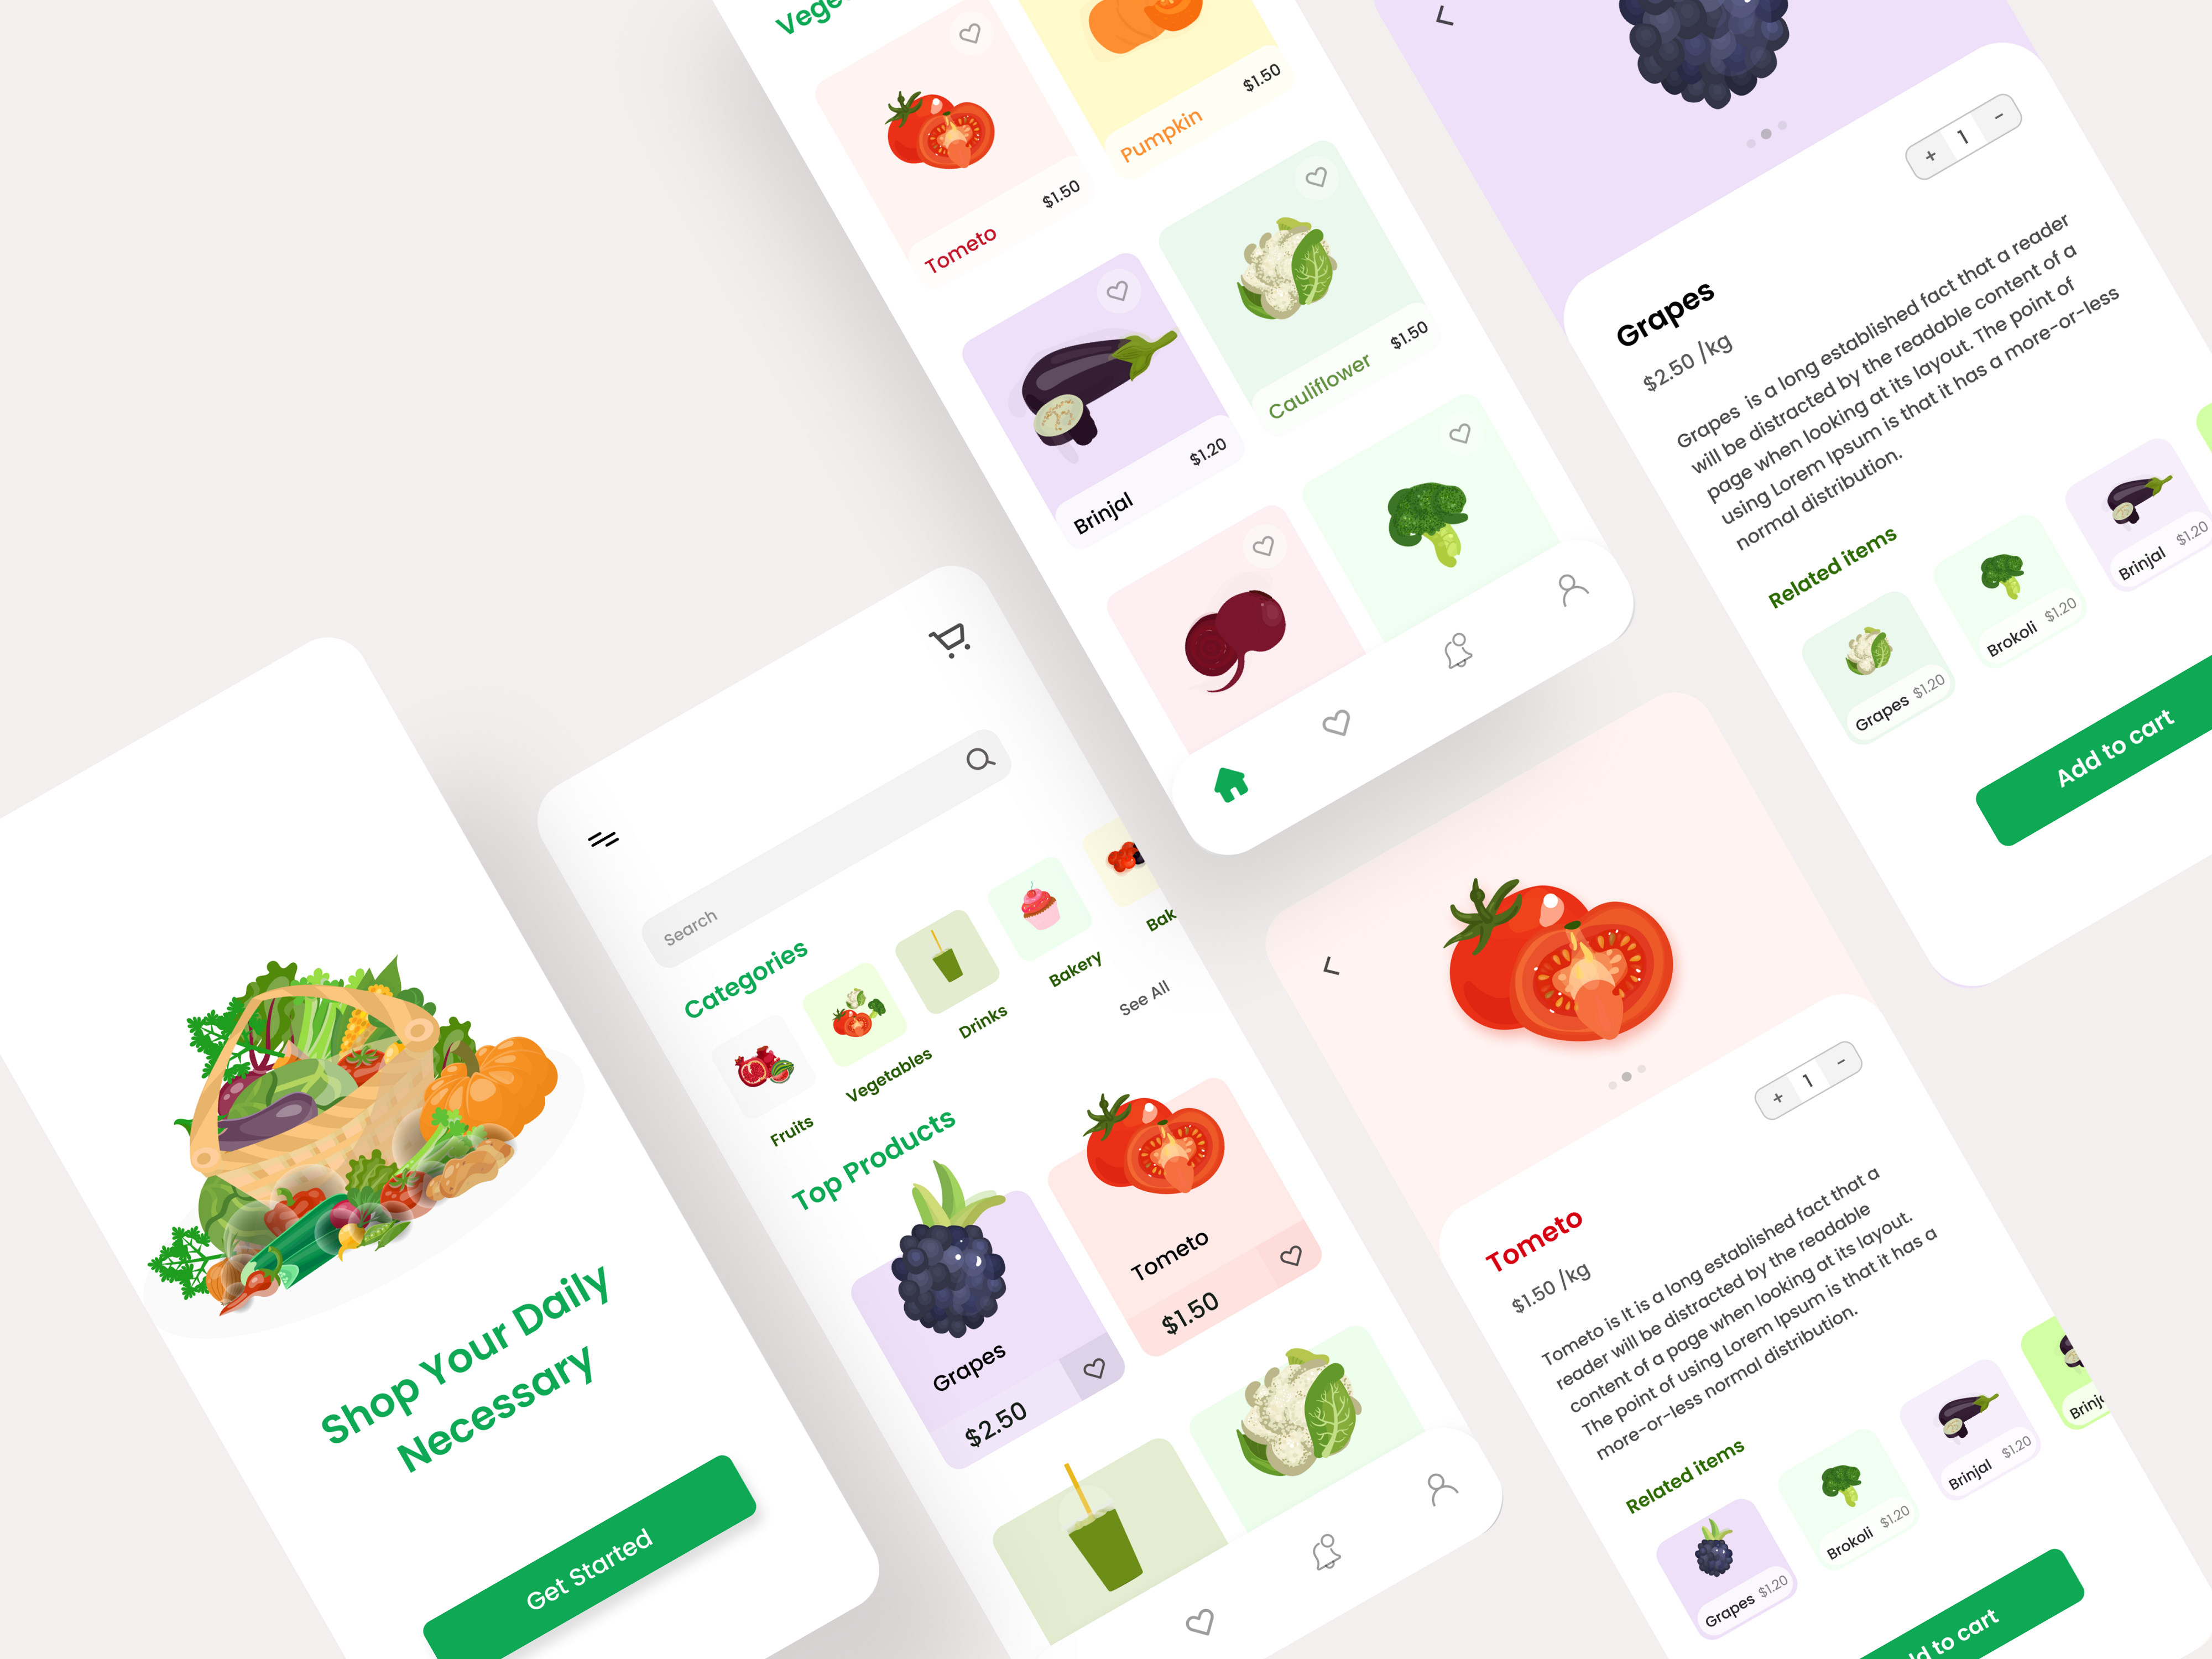 Shop Your Daily
Necessary
Get Started
Search
Categories
Fruits
Vegetables
Drinks
Bakery
Bak
See All
Top Products
Grapes
$2.50
Tometo
$1.50
Veget
Tometo
$1.50
Pumpkin
$1.50
Brinjal
$1.20
Cauliflower
$1.50
+ 1 -
Grapes
$2.50 /kg
Grapes is a long established fact that a reader
will be distracted by the readable content of a
page when looking at its layout. The point of
using Lorem Ipsum is that it has a more-or-less
normal distribution.
Related items
Grapes $1.20
Brokoli $1.20
Brinjal $1.20
Add to cart
+ 1 -
Tometo
$1.50 /kg
Tometo is It is a long established fact that a
reader will be distracted by the readable
content of a page when looking at its layout.
The point of using Lorem Ipsum is that it has a
more-or-less normal distribution.
Related items
Grapes $1.20
Brokoli $1.20
Brinjal $1.20
Brinj
dd to cart